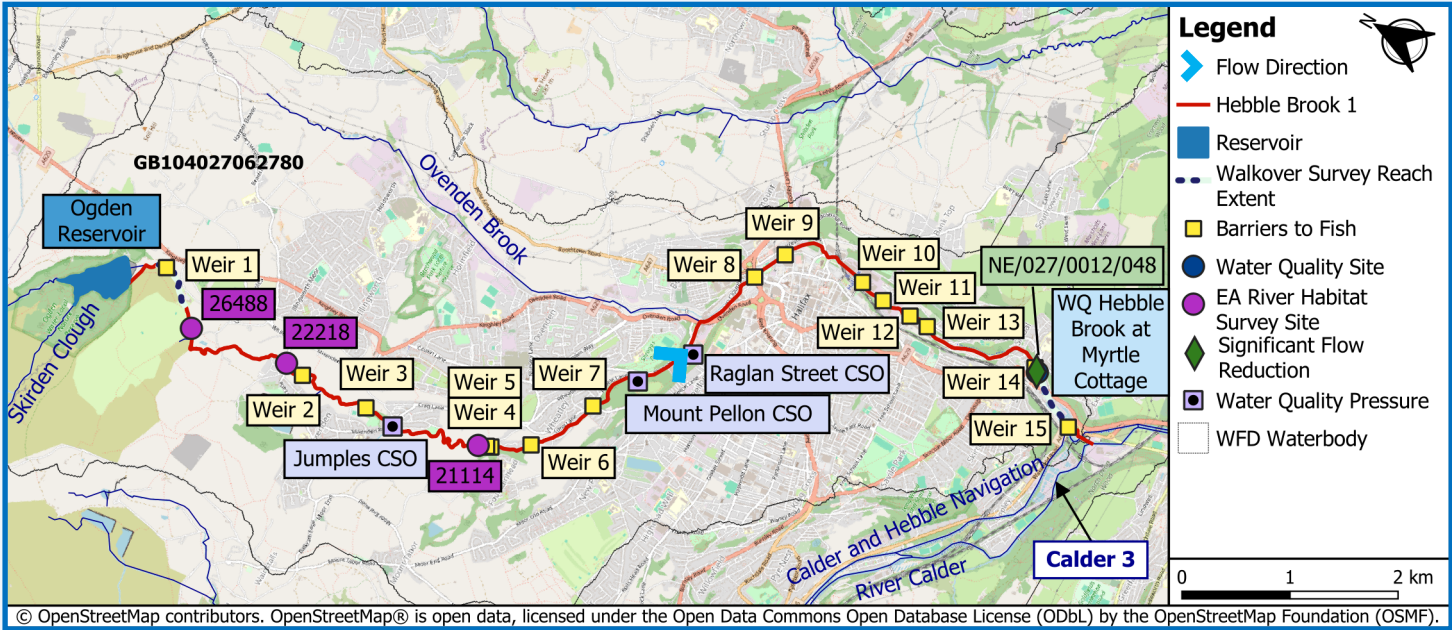 GB104027062780
Ogden
Reservoir
Skirden Clough
Weir 1
26488
22218
Weir 2
Weir 3
Jumples CSO
Weir 5
Weir 4
21114
Weir 7
Weir 6
Mount Pellon CSO
Raglan Street CSO
Ovenden Brook
Weir 8
Weir 9
Halifax
Weir 10
Weir 11
Weir 12
Weir 13
NE/027/0012/048
WQ Hebble
Brook at
Myrtle
Cottage
Weir 14
Weir 15
Calder and Hebble Navigation
River Calder
Calder 3
Legend
N
Flow Direction
Hebble Brook 1
Reservoir
Walkover Survey Reach
Extent
Barriers to Fish
Water Quality Site
EA River Habitat
Survey Site
Significant Flow
Reduction
Water Quality Pressure
WFD Waterbody
0 1 2 km
© OpenStreetMap contributors. OpenStreetMap® is open data, licensed under the Open Data Commons Open Database License (ODbL) by the OpenStreetMap Foundation (OSMF).